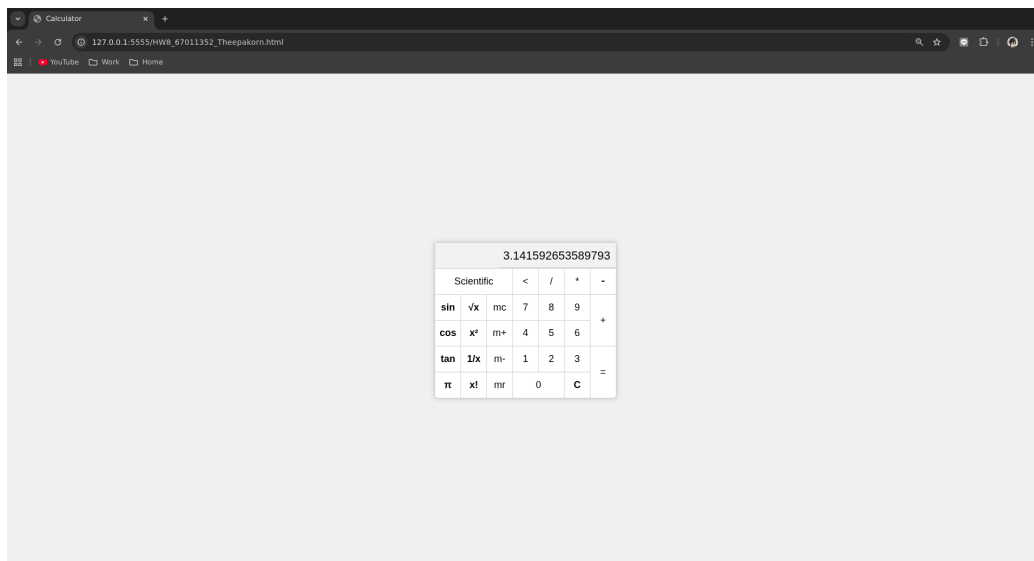 Calculator
127.0.0.1:5555/HW8_67011352_Theepakorn.html
YouTube Work Home
3.141592653589793
Scientific < / * -
sin √x mc 7 8 9
+
cos x² m+ 4 5 6
tan 1/x m- 1 2 3
=
π x! mr 0 C